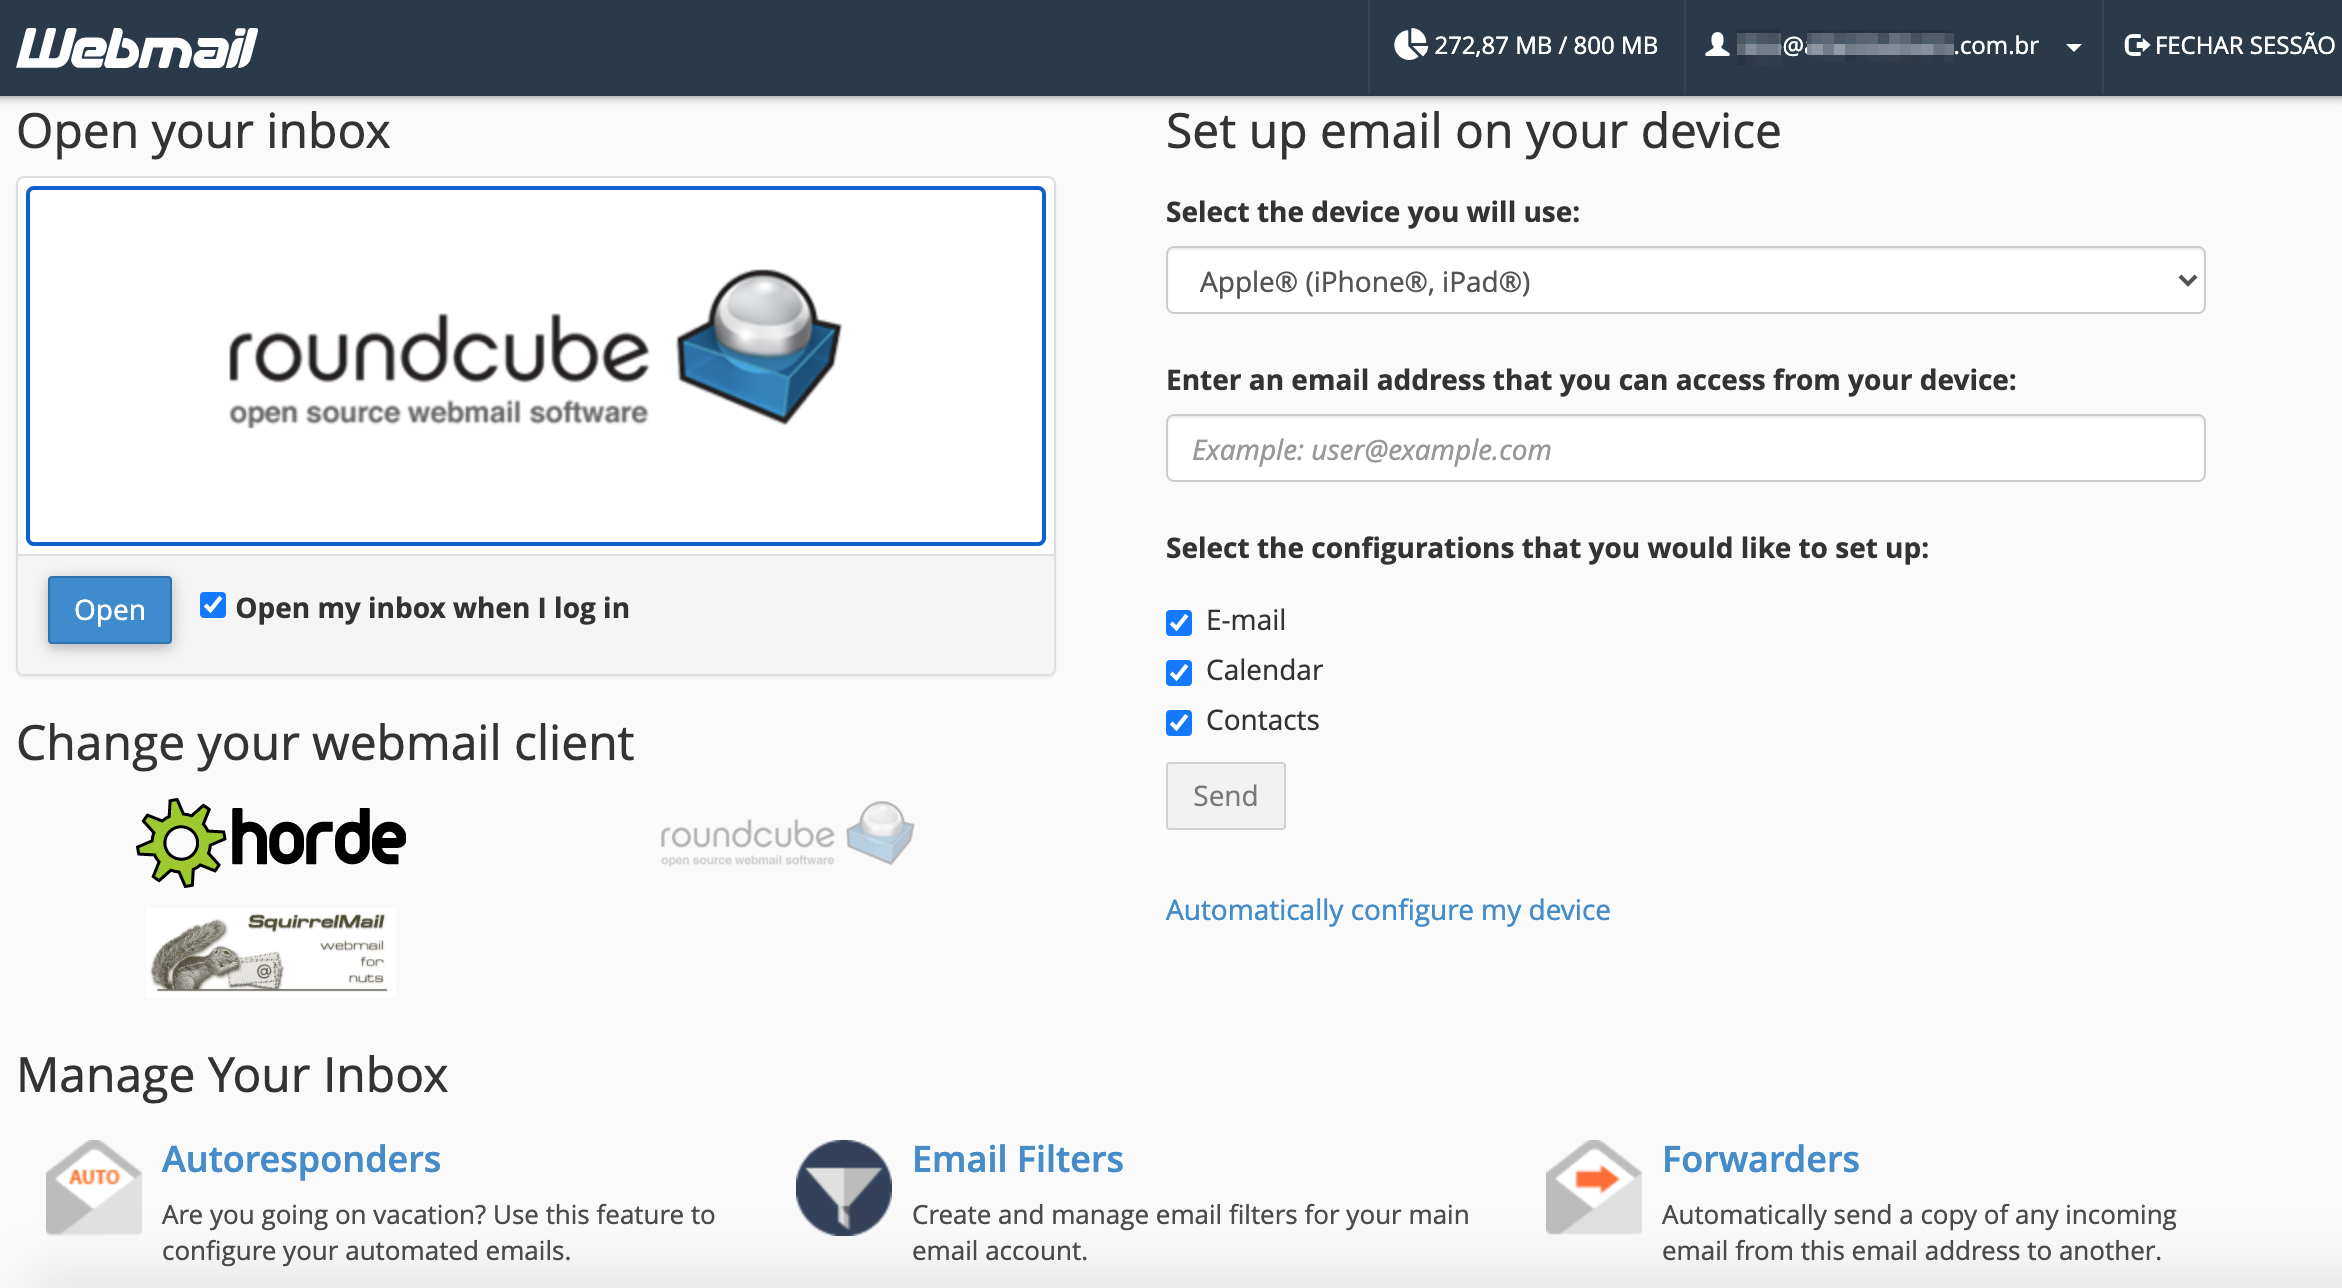 Webmail
272,87 MB / 800 MB
@
.com.br
FECHAR SESSÃO
Open your inbox
roundcube
open source webmail software
Open
Open my inbox when I log in
Change your webmail client
horde
roundcube
open source webmail software
SquirrelMail
webmail
for
nuts
@
Set up email on your device
Select the device you will use:
Apple® (iPhone®, iPad®)
Enter an email address that you can access from your device:
Example: user@example.com
Select the configurations that you would like to set up:
E-mail
Calendar
Contacts
Send
Automatically configure my device
Manage Your Inbox
AUTO
Autoresponders
Are you going on vacation? Use this feature to
configure your automated emails.
Email Filters
Create and manage email filters for your main
email account.
Forwarders
Automatically send a copy of any incoming
email from this email address to another.